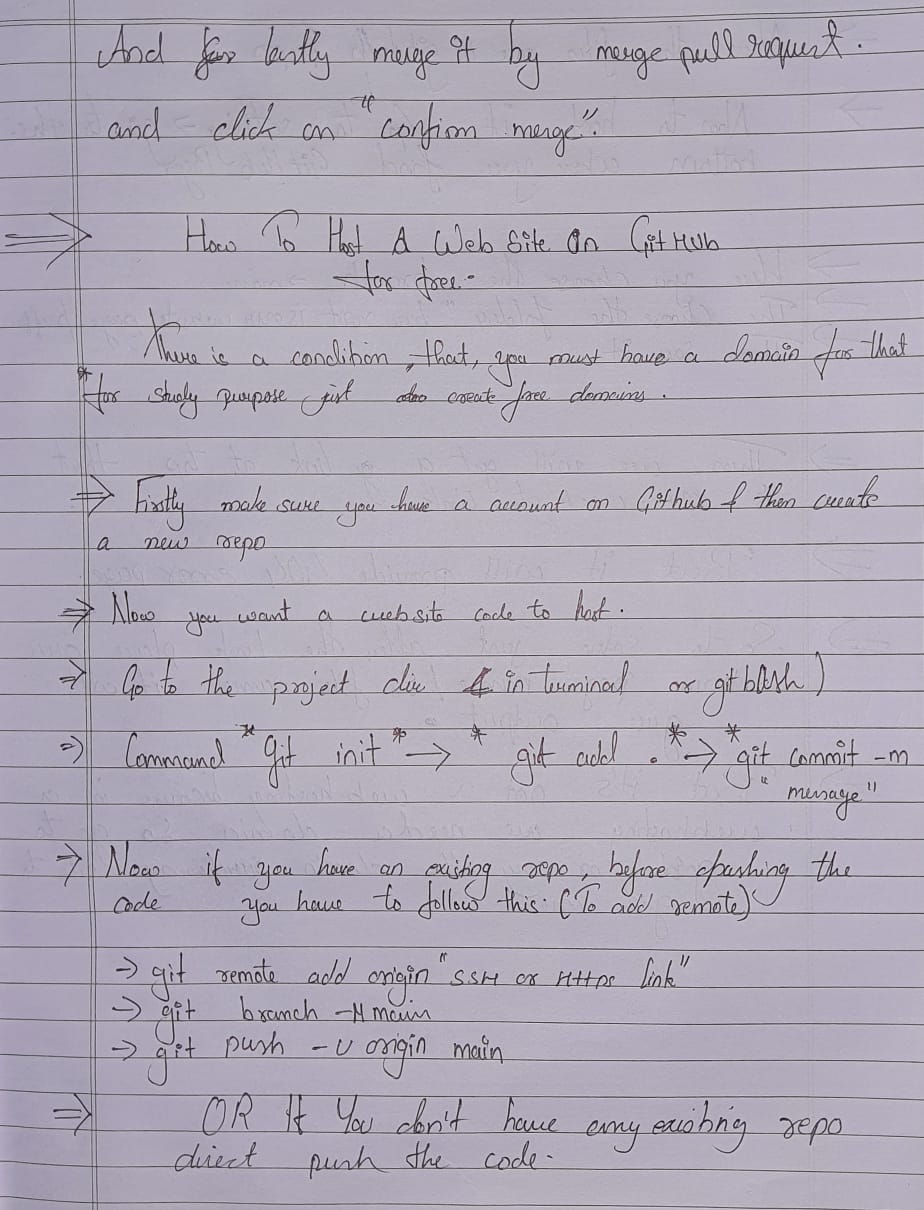 And lastly merge it by merge pull request.
and click on "confirm merge".
How To Host A Web Site On GitHub
for free.
There is a condition, that, you must have a domain for that
* for study purpose just create free domains.
Firstly make sure you have a account on Github & then create
a new repo
⇒ Now you want a website code to host.
⇒ Go to the project dir & in terminal or git bash)
⇒ Command * git init * → * git add . * → * git commit -m
"message"
⇒ Now if you have an existing repo, before pushing the
code you have to follow this. (To add remote)
→ git remote add origin "SSH or HTTPS link"
→ git branch -M main
→ git push -u origin main
⇒ OR If You don't have any existing repo
direct push the code.